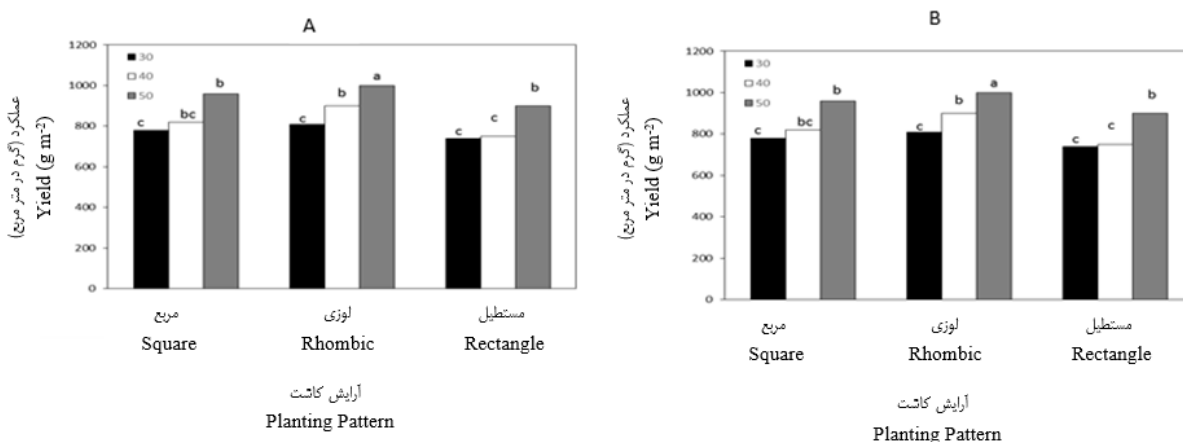 A
عملکرد (گرم در متر مربع)
Yield (g m-2)
1200
1000
800
600
400
200
0
30
40
50
c
bc
b
c
b
a
c
c
b
مربع
لوزی
مستطیل
Square
Rhombic
Rectangle
آرایش کاشت
Planting Pattern
B
عملکرد (گرم در متر مربع)
Yield (g m-2)
1200
1000
800
600
400
200
0
30
40
50
c
bc
b
c
b
a
c
c
b
مربع
لوزی
مستطیل
Square
Rhombic
Rectangle
آرایش کاشت
Planting Pattern